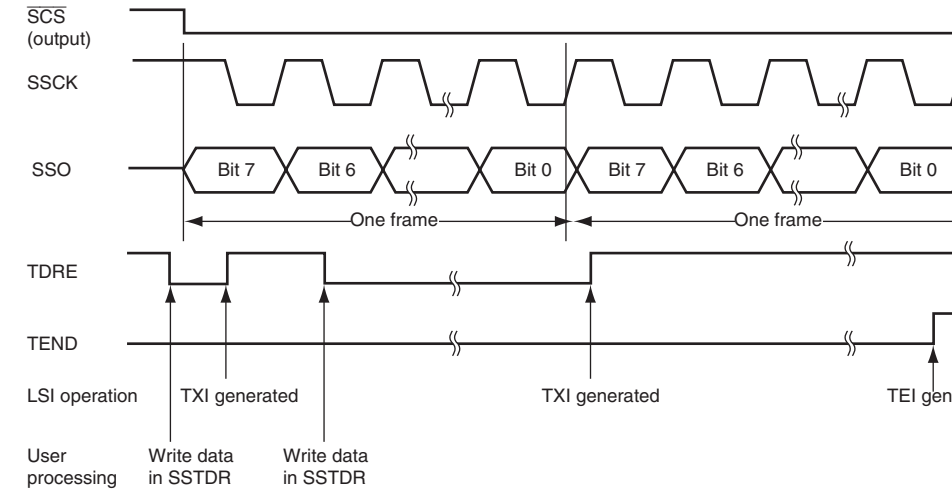 SCS
(output)
SSCK
SSO
Bit 7
Bit 6
Bit 0
Bit 7
Bit 6
Bit 0
One frame
One frame
TDRE
TEND
LSI operation
TXI generated
TXI generated
TEI gen
User
processing
Write data
in SSTDR
Write data
in SSTDR